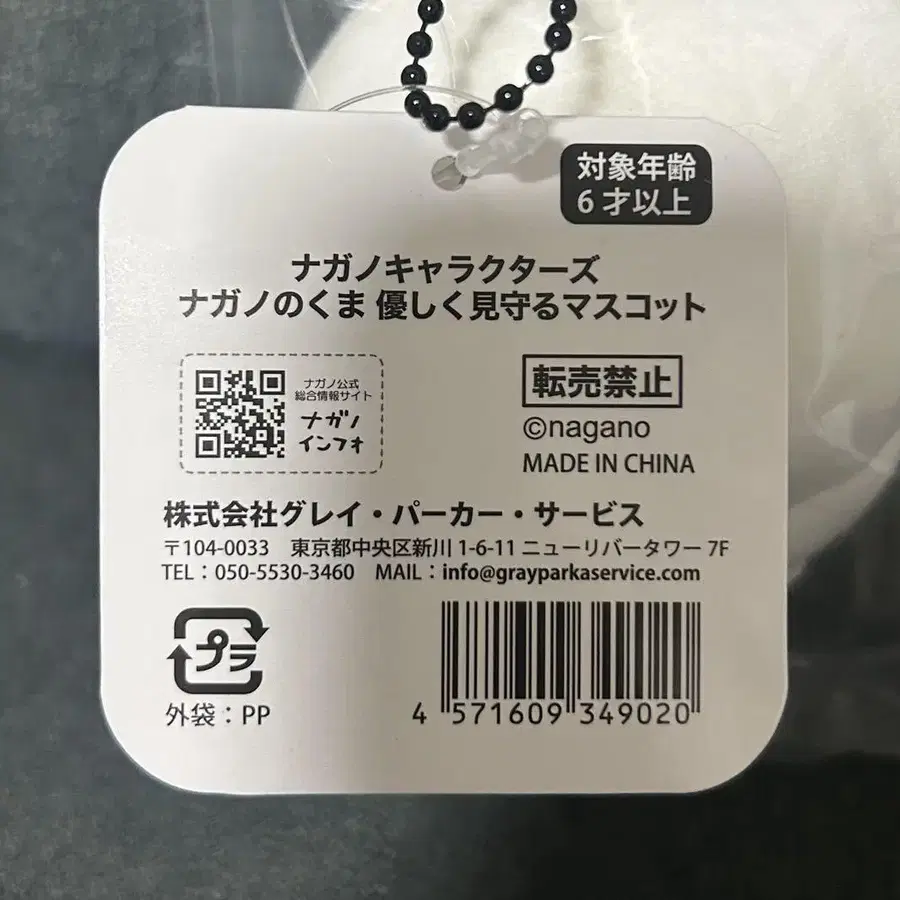 対象年齢
6才以上
ナガノキャラクターズ
ナガノのくま 優しく見守るマスコット
ナガノ公式
総合情報サイト
ナガノ
インフォ
転売禁止
©nagano
MADE IN CHINA
株式会社グレイ・パーカー・サービス
〒104-0033 東京都中央区新川 1-6-11 ニューリバータワー 7F
TEL：050-5530-3460 MAIL：info@grayparkaservice.com
プラ
外袋：PP
4 571609 349020